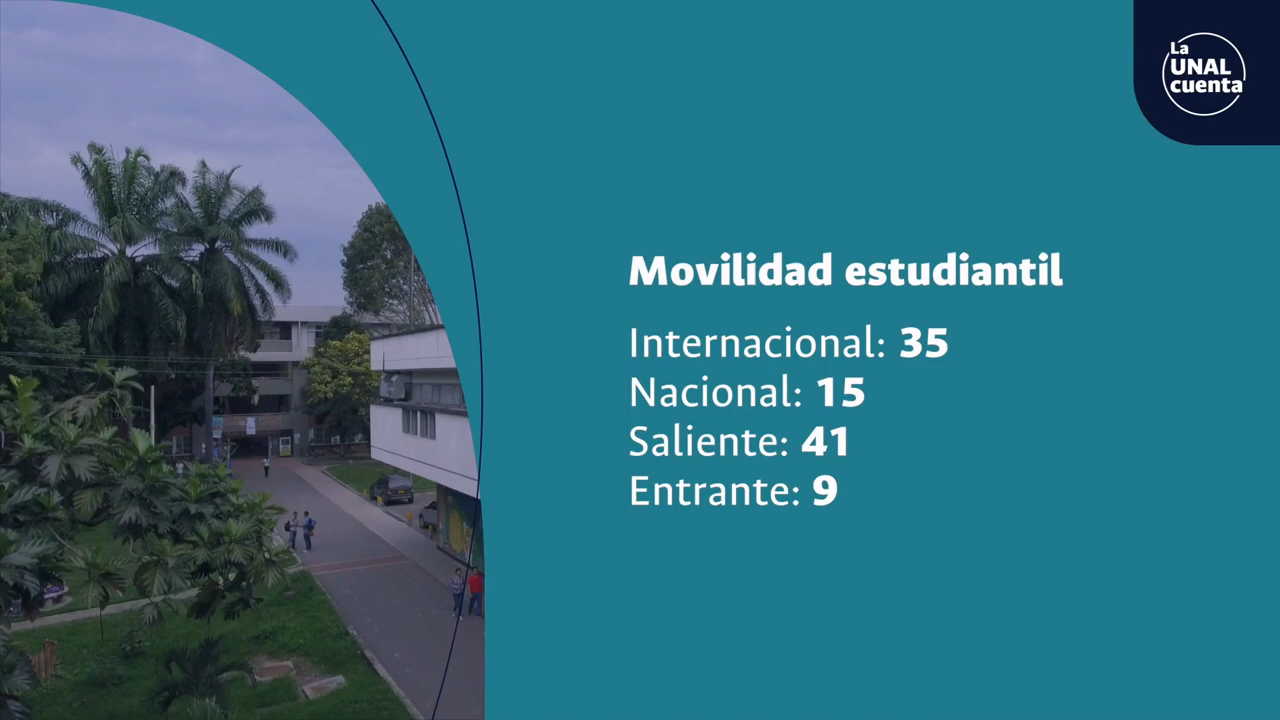 La
UNAL
cuenta
Movilidad estudiantil
Internacional: 35
Nacional: 15
Saliente: 41
Entrante: 9